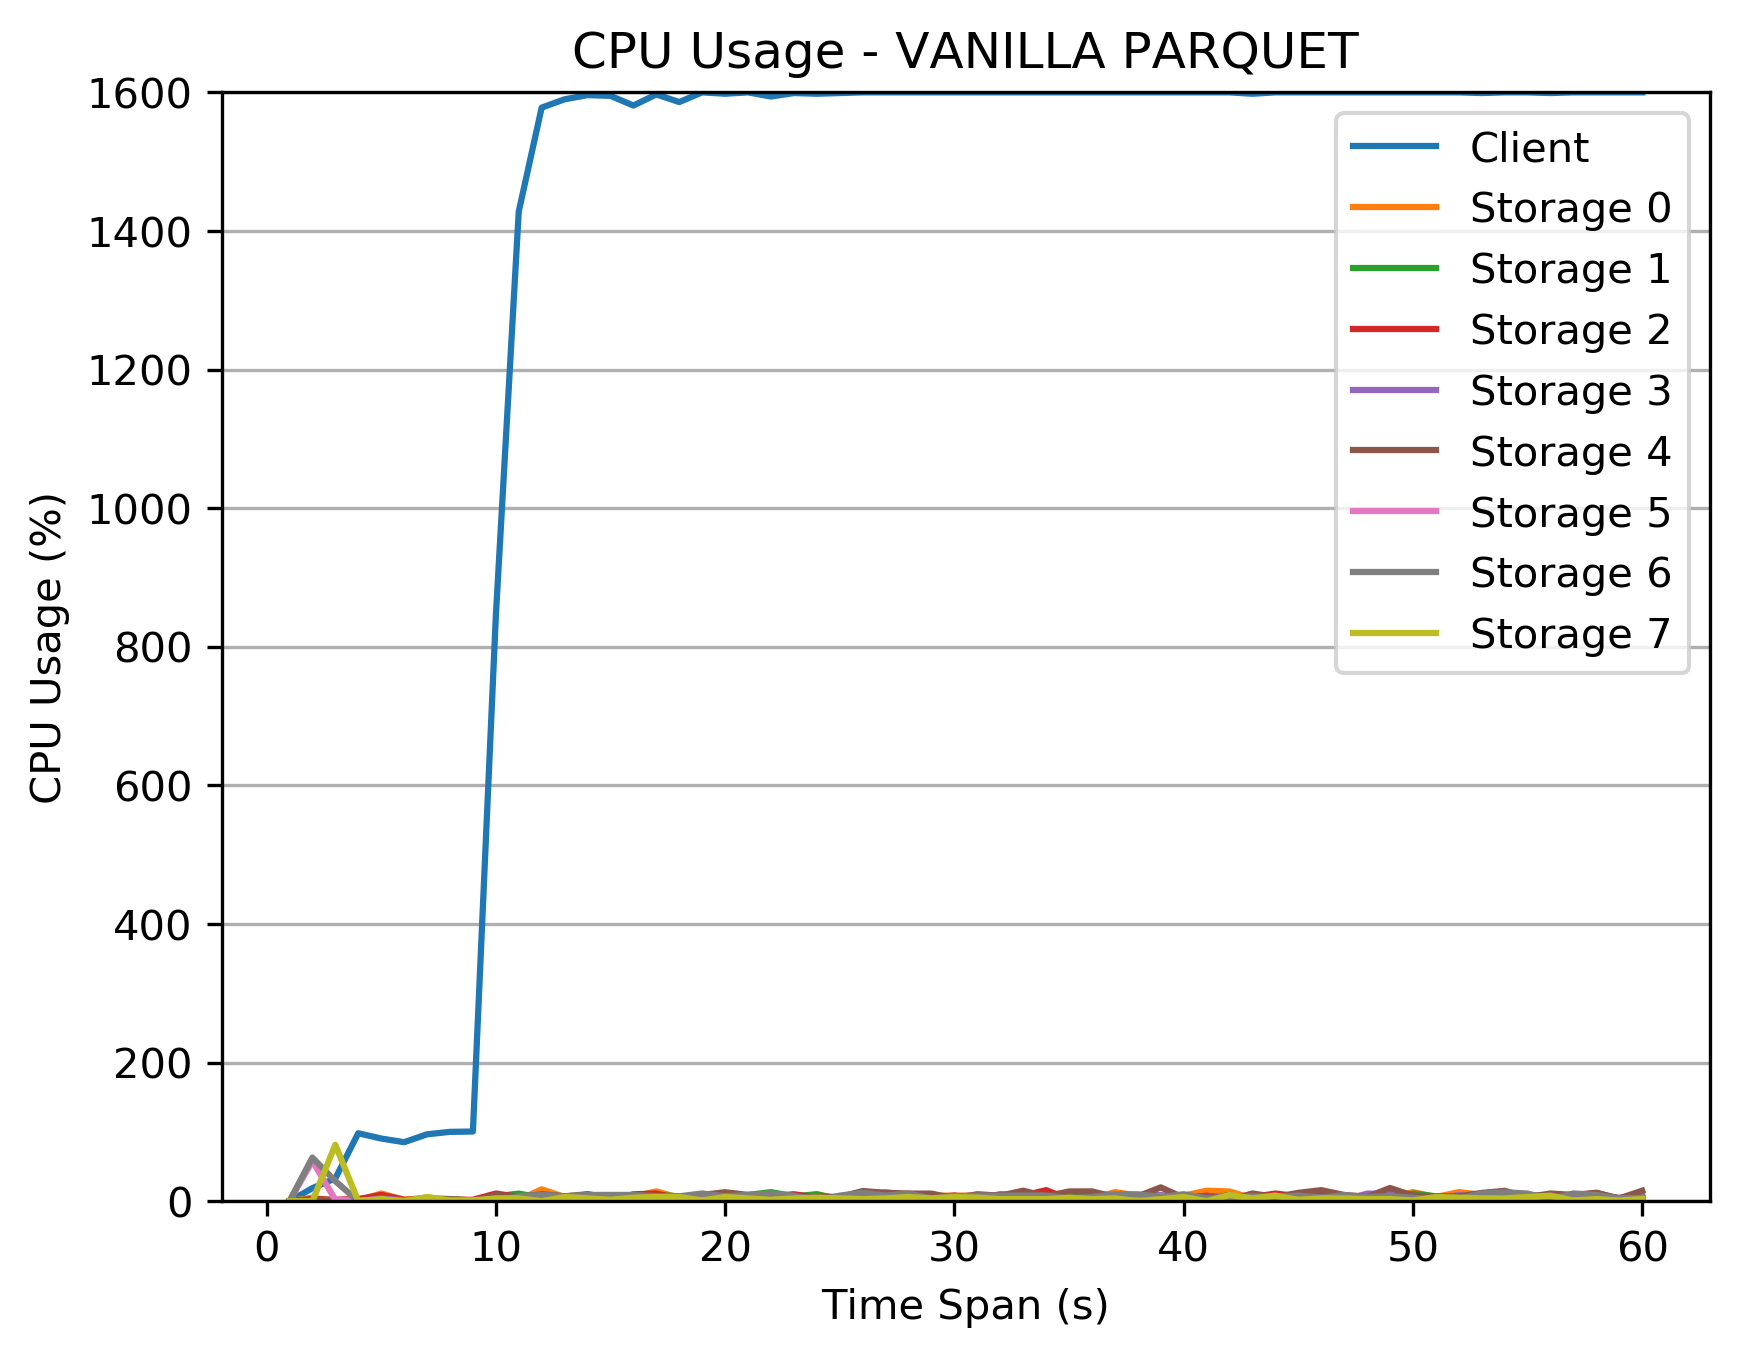 CPU Usage - VANILLA PARQUET
1600
1400
1200
1000
800
600
400
200
0
CPU Usage (%)
Client
Storage 0
Storage 1
Storage 2
Storage 3
Storage 4
Storage 5
Storage 6
Storage 7
0 10 20 30 40 50 60
Time Span (s)